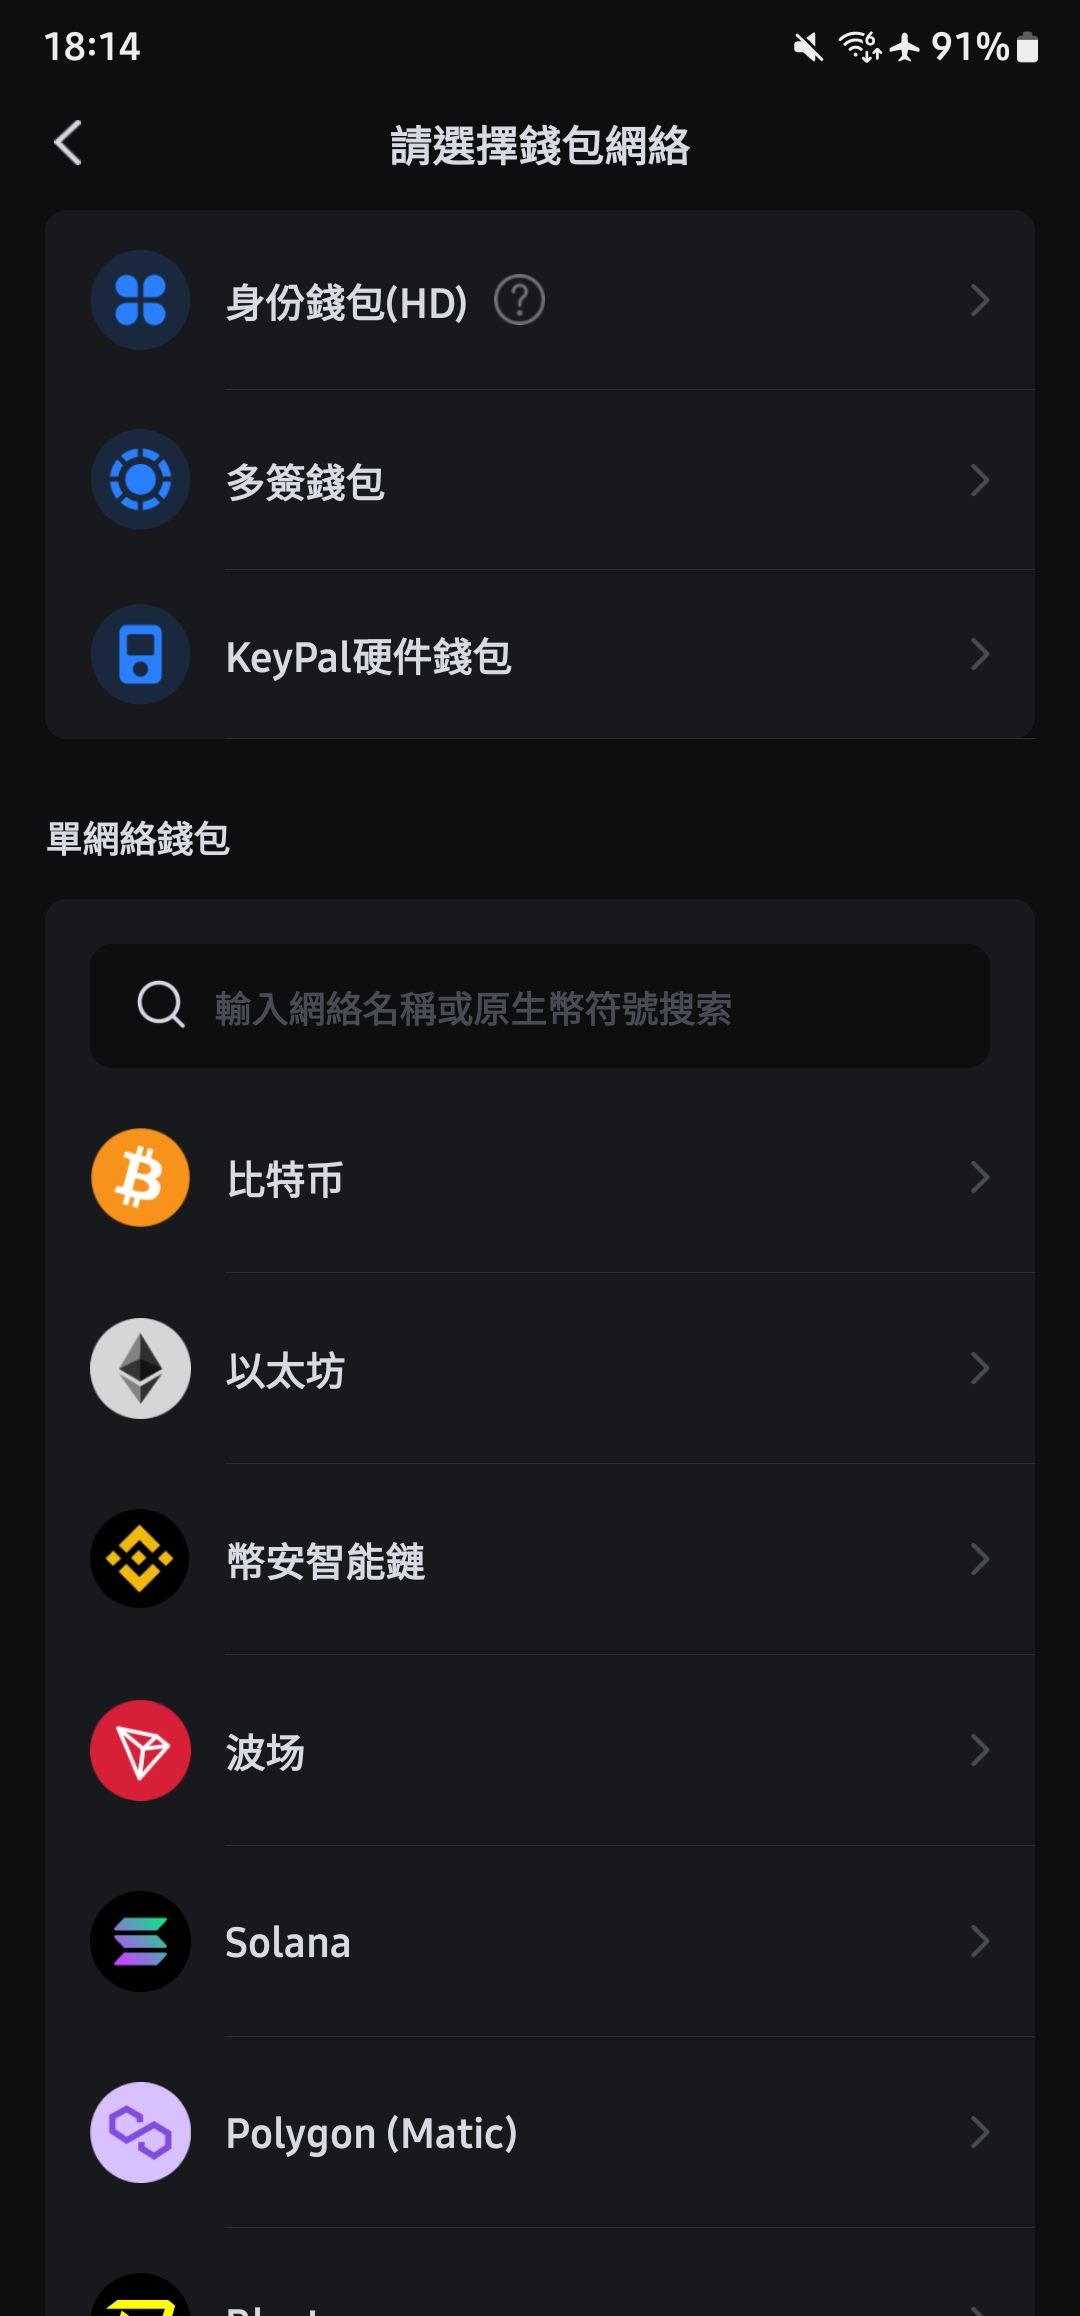 18:14
91%
請選擇錢包網絡
身份錢包(HD)
多簽錢包
KeyPal硬件錢包
單網絡錢包
輸入網絡名稱或原生幣符號搜索
比特币
以太坊
幣安智能鏈
波场
Solana
Polygon (Matic)